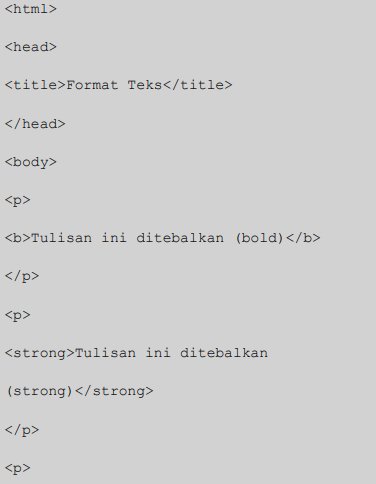 <html>
<head>
<title>Format Teks</title>
</head>
<body>
<p>
<b>Tulisan ini ditebalkan (bold)</b>
</p>
<p>
<strong>Tulisan ini ditebalkan
(strong)</strong>
</p>
<p>